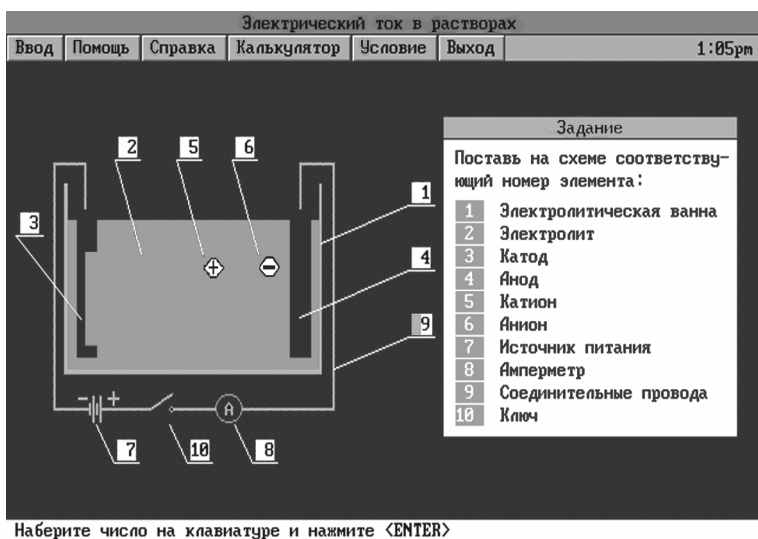 Электрический ток в растворах
Ввод Помощь Справка Калькулятор Условие Выход 1:05pm
2 5 6
1
3
4
9
- +
A
7 10 8
Задание
Поставь на схеме соответству-
ющий номер элемента:
1 Электролитическая ванна
2 Электролит
3 Катод
4 Анод
5 Катион
6 Анион
7 Источник питания
8 Амперметр
9 Соединительные провода
10 Ключ
Наберите число на клавиатуре и нажмите <ENTER>